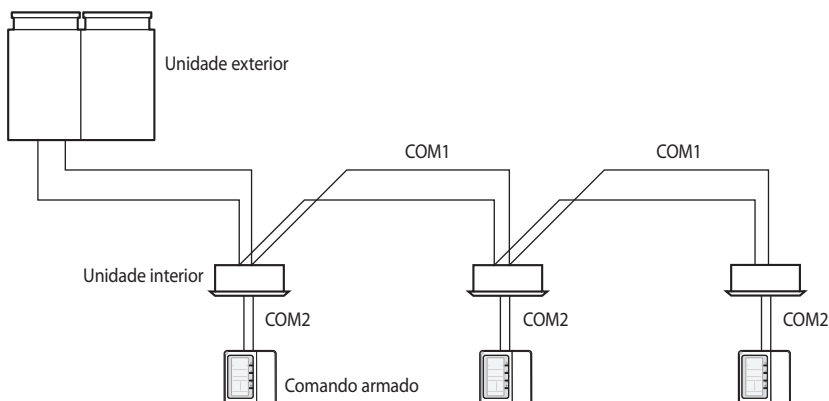 Unidade exterior
COM1
COM1
Unidade interior
COM2
COM2
COM2
Comando armado